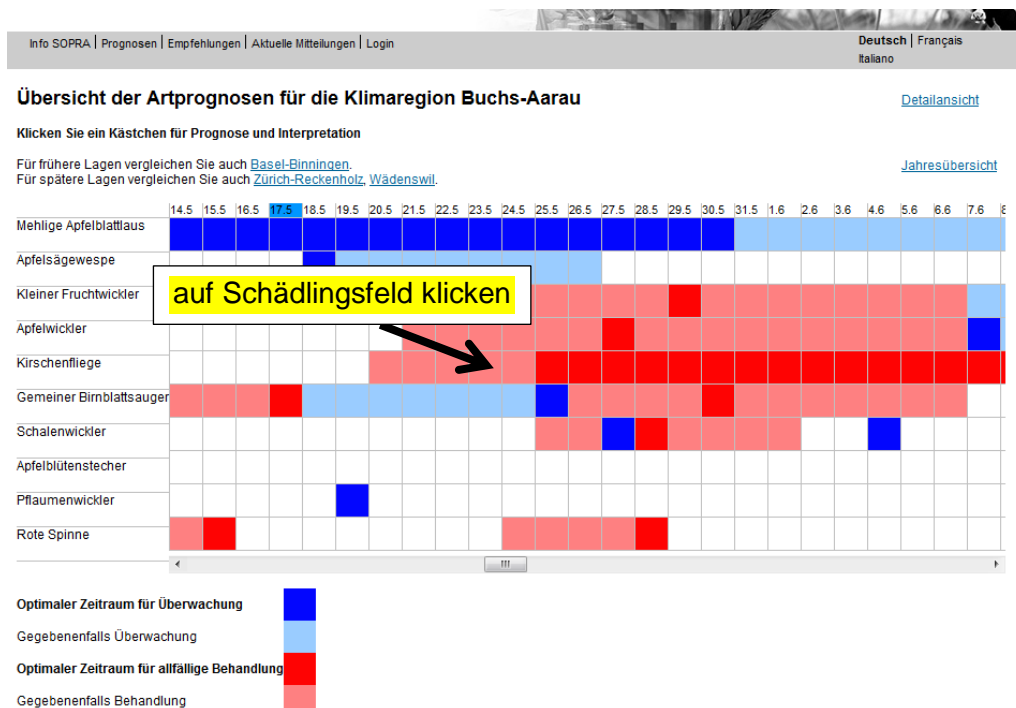 Info SOPRA | Prognosen | Empfehlungen | Aktuelle Mitteilungen | Login
Deutsch | Français
Italiano
Übersicht der Artprognosen für die Klimaregion Buchs-Aarau
Detailansicht
Klicken Sie ein Kästchen für Prognose und Interpretation
Für frühere Lagen vergleichen Sie auch Basel-Binningen.
Jahresübersicht
Für spätere Lagen vergleichen Sie auch Zürich-Reckenholz, Wädenswil.
14.5 15.5 16.5 17.5 18.5 19.5 20.5 21.5 22.5 23.5 24.5 25.5 26.5 27.5 28.5 29.5 30.5 31.5 1.6 2.6 3.6 4.6 5.6 6.6 7.6
Mehlige Apfelblattlaus
Apfelsägewespe
auf Schädlingsfeld klicken
Kleiner Fruchtwickler
Apfelwickler
Kirschenfliege
Gemeiner Birnblattsauger
Schalenwickler
Apfelblütenstecher
Pflaumenwickler
Rote Spinne
Optimaler Zeitraum für Überwachung
Gegebenenfalls Überwachung
Optimaler Zeitraum für allfällige Behandlung
Gegebenenfalls Behandlung